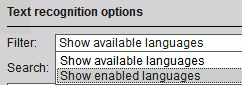 Text recognition options
Filter: Show available languages
Show available languages
Search: Show enabled languages